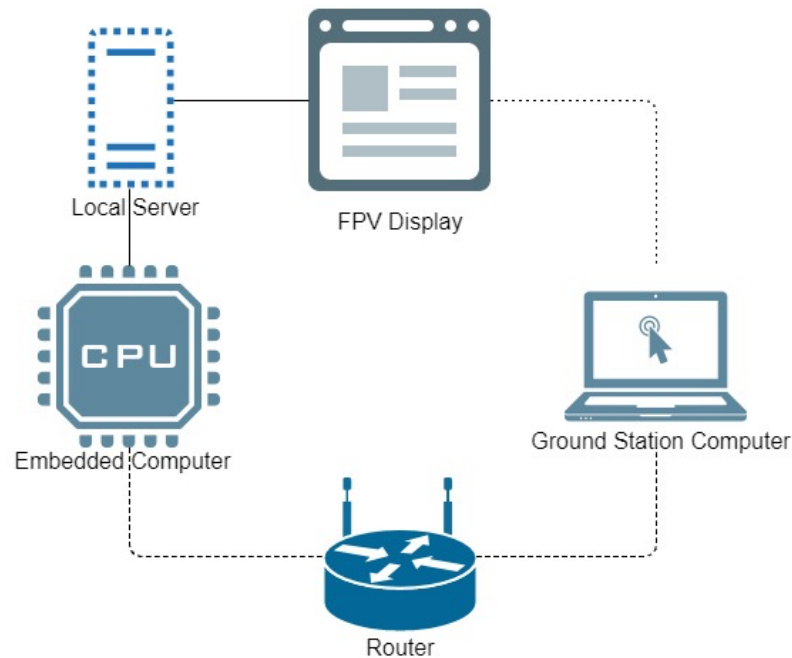 Local Server
FPV Display
CPU
Embedded Computer
Ground Station Computer
Router